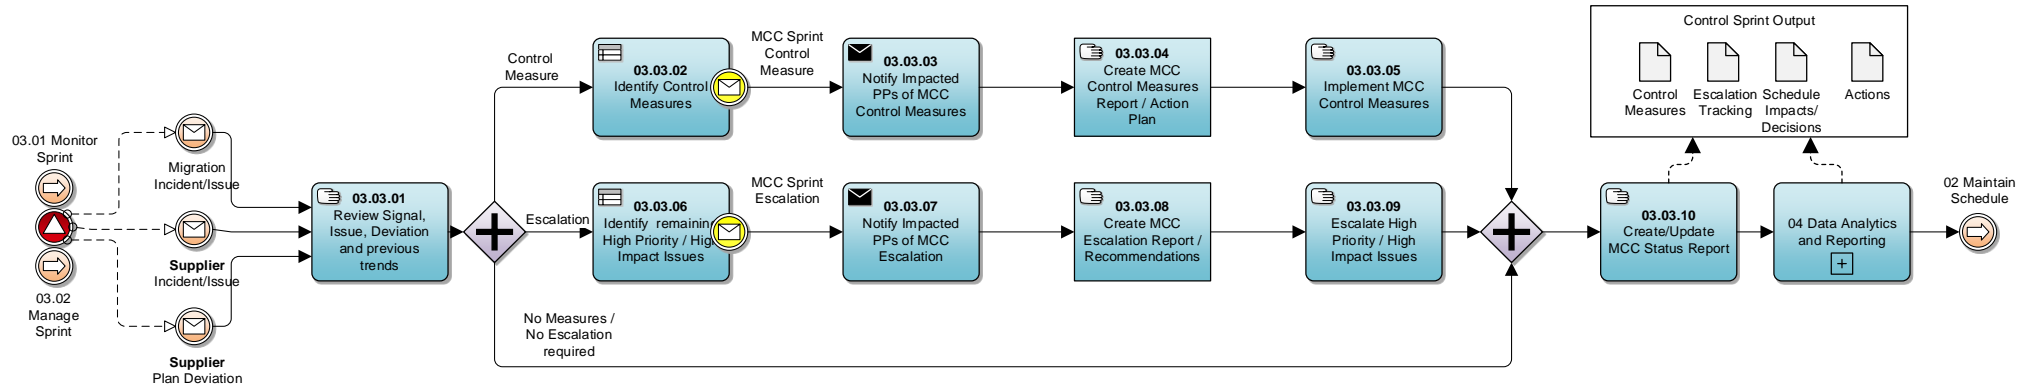 03.01 Monitor
Sprint
03.02
Manage
Sprint
Migration
Incident/Issue
Supplier
Incident/Issue
Supplier
Plan Deviation
03.03.01
Review Signal,
Issue, Deviation
and previous
trends
Control
Measure
Escalation
No Measures /
No Escalation
required
03.03.02
Identify Control
Measures
MCC Sprint
Control
Measure
03.03.03
Notify Impacted
PPs of MCC
Control Measures
03.03.04
Create MCC
Control Measures
Report / Action
Plan
03.03.05
Implement MCC
Control Measures
03.03.06
Identify remaining
High Priority / High
Impact Issues
MCC Sprint
Escalation
03.03.07
Notify Impacted
PPs of MCC
Escalation
03.03.08
Create MCC
Escalation Report /
Recommendations
03.03.09
Escalate High
Priority / High
Impact Issues
Control Sprint Output
Control
Measures
Escalation
Tracking
Schedule
Impacts/
Decisions
Actions
03.03.10
Create/Update
MCC Status Report
04 Data Analytics
and Reporting
02 Maintain
Schedule